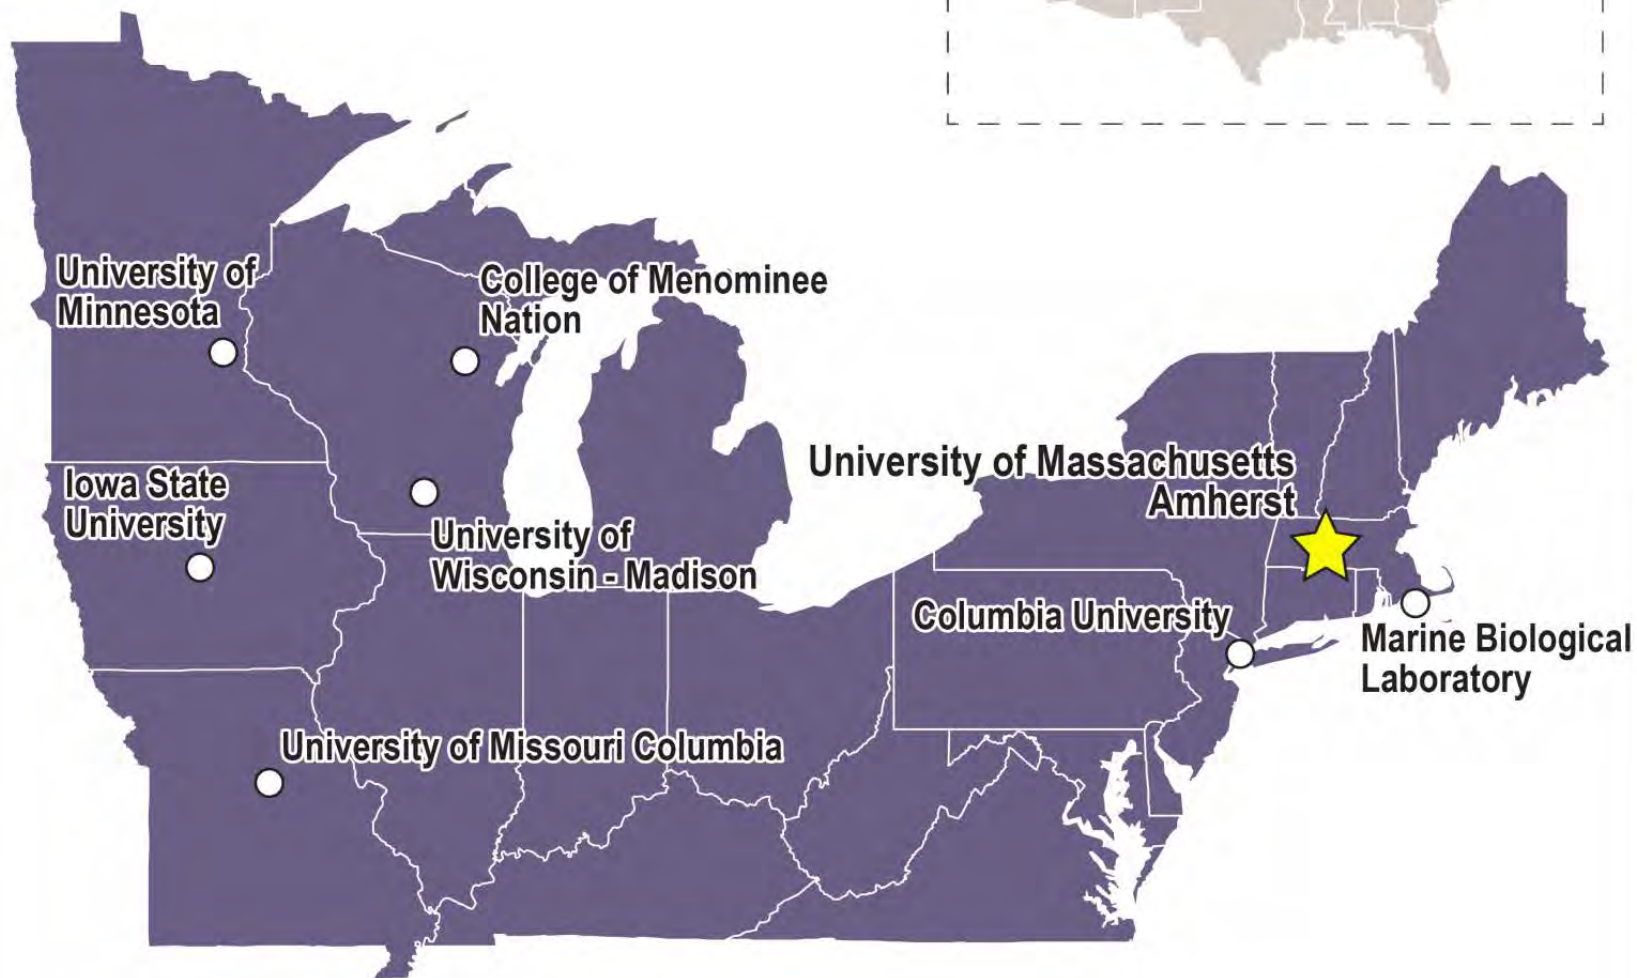 University of
Minnesota
College of Menominee
Nation
University of Massachusetts
Amherst
Iowa State
University
University of
Wisconsin - Madison
Columbia University
Marine Biological
Laboratory
University of Missouri Columbia